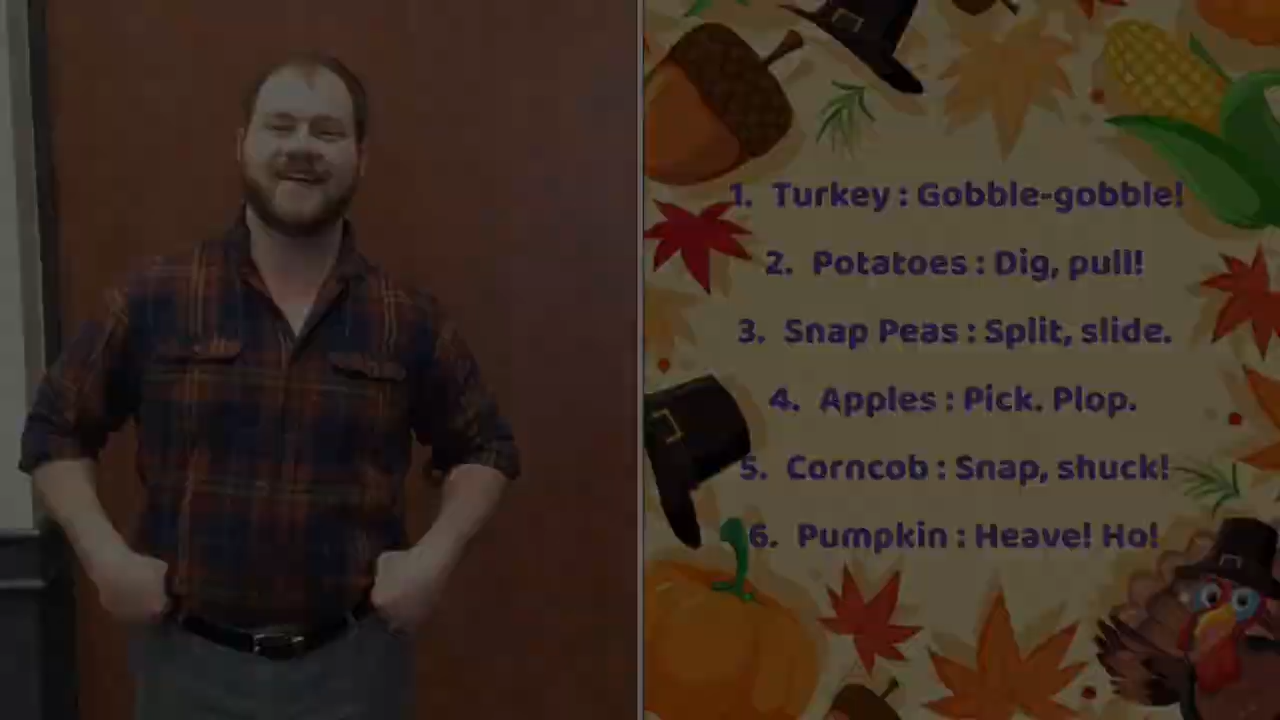 1. Turkey : Gobble-gobble!
2. Potatoes : Dig, pull!
3. Snap Peas : Split, slide.
4. Apples : Pick. Plop.
5. Corncob : Snap, shuck!
6. Pumpkin : Heave! Ho!